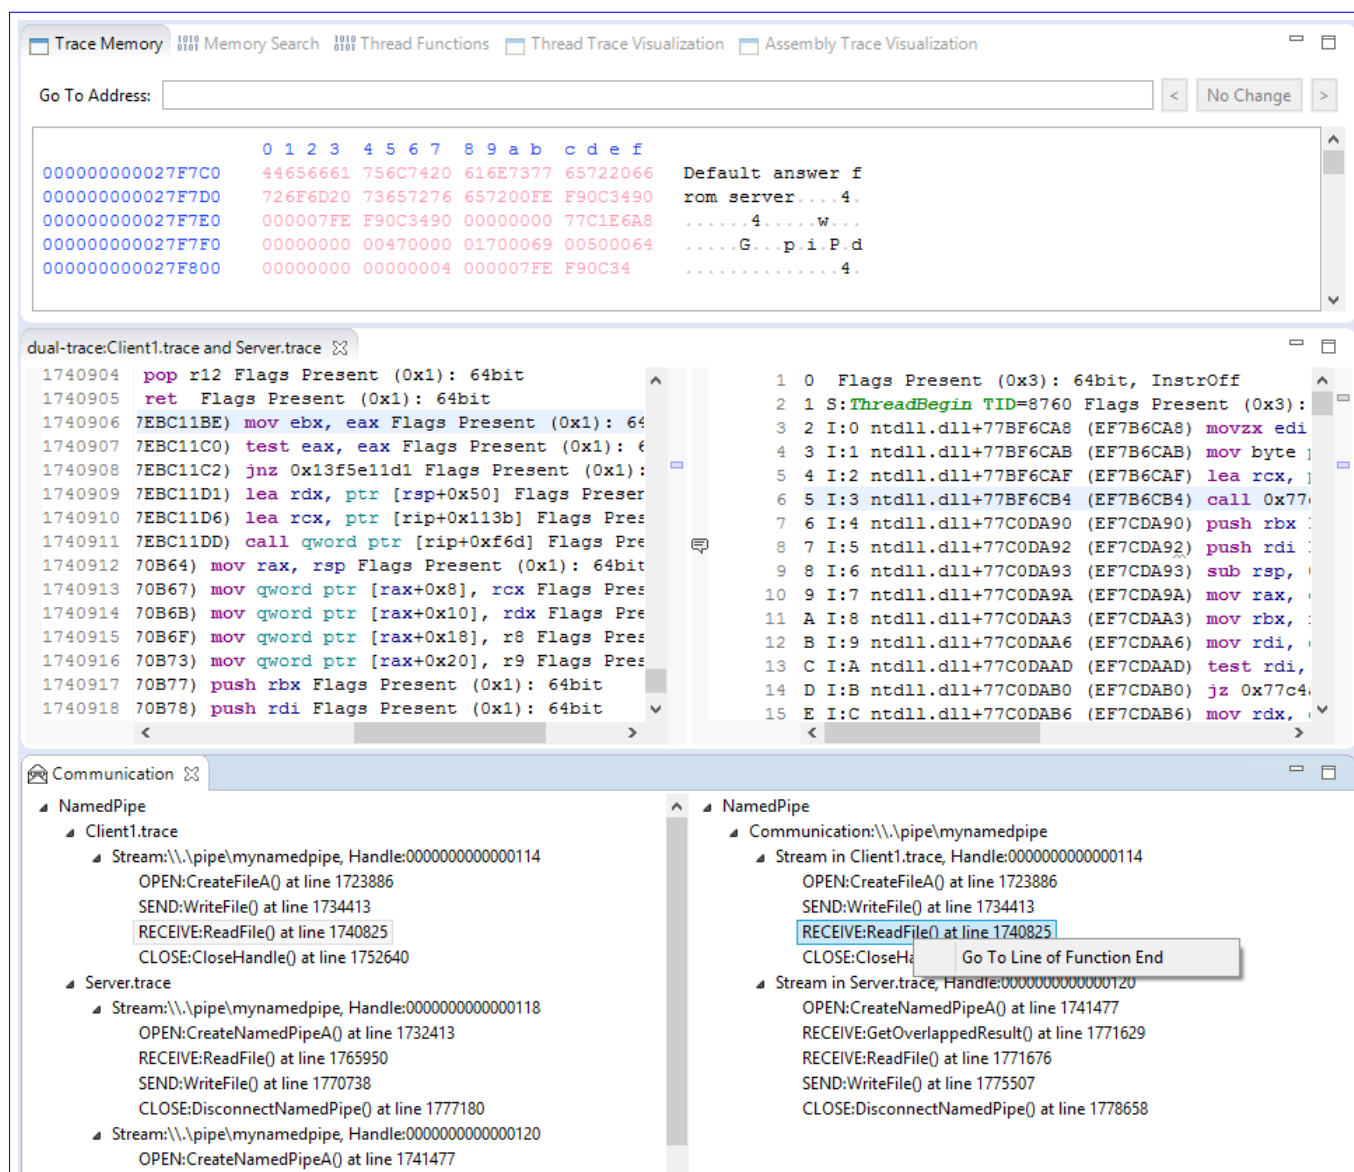 Trace Memory Memory Search Thread Functions Thread Trace Visualization Assembly Trace Visualization
Go To Address: < No Change >
0 1 2 3 4 5 6 7 8 9 a b c d e f
000000000027F7C0 44656661 756C7420 616E7377 65722066 Default answer f
000000000027F7D0 726F6D20 73657276 657200FE F90C3490 rom server....4.
000000000027F7E0 000007FE F90C3490 00000000 77C1E6A8 ......4.....w...
000000000027F7F0 00000000 00470000 01700069 00500064 .....G...p.i.P.d
000000000027F800 00000000 00000004 000007FE F90C34 ..............4.
dual-trace:Client1.trace and Server.trace
1740904 pop r12 Flags Present (0x1): 64bit
1740905 ret Flags Present (0x1): 64bit
1740906 7EBC11BE) mov ebx, eax Flags Present (0x1): 64
1740907 7EBC11C0) test eax, eax Flags Present (0x1): 6
1740908 7EBC11C2) jnz 0x13f5e11d1 Flags Present (0x1):
1740909 7EBC11D1) lea rdx, ptr [rsp+0x50] Flags Presen
1740910 7EBC11D6) lea rcx, ptr [rip+0x113b] Flags Pres
1740911 7EBC11DD) call qword ptr [rip+0xf6d] Flags Pre
1740912 70B64) mov rax, rsp Flags Present (0x1): 64bit
1740913 70B67) mov qword ptr [rax+0x8], rcx Flags Pres
1740914 70B6B) mov qword ptr [rax+0x10], rdx Flags Pres
1740915 70B6F) mov qword ptr [rax+0x18], r8 Flags Pres
1740916 70B73) mov qword ptr [rax+0x20], r9 Flags Pres
1740917 70B77) push rbx Flags Present (0x1): 64bit
1740918 70B78) push rdi Flags Present (0x1): 64bit
1 0 Flags Present (0x3): 64bit, InstrOff
2 1 S:ThreadBegin TID=8760 Flags Present (0x3):
3 2 I:0 ntdll.dll+77BF6CA8 (EF7B6CA8) movzx edi
4 3 I:1 ntdll.dll+77BF6CAB (EF7B6CAB) mov byte
5 4 I:2 ntdll.dll+77BF6CAF (EF7B6CAF) lea rcx,
6 5 I:3 ntdll.dll+77BF6CB4 (EF7B6CB4) call 0x77
7 6 I:4 ntdll.dll+77C0DA90 (EF7CDA90) push rbx
8 7 I:5 ntdll.dll+77C0DA92 (EF7CDA92) push rdi
9 8 I:6 ntdll.dll+77C0DA93 (EF7CDA93) sub rsp,
10 9 I:7 ntdll.dll+77C0DA9A (EF7CDA9A) mov rax,
11 A I:8 ntdll.dll+77C0DAA3 (EF7CDAA3) mov rbx,
12 B I:9 ntdll.dll+77C0DAA6 (EF7CDAA6) mov rdi,
13 C I:A ntdll.dll+77C0DAAD (EF7CDAAD) test rdi,
14 D I:B ntdll.dll+77C0DAB0 (EF7CDAB0) jz 0x77c4
15 E I:C ntdll.dll+77C0DAB6 (EF7CDAB6) mov rdx,
Communication
NamedPipe
Client1.trace
Stream:\\.\pipe\mynamedpipe, Handle:0000000000000114
OPEN:CreateFileA() at line 1723886
SEND:WriteFile() at line 1734413
RECEIVE:ReadFile() at line 1740825
CLOSE:CloseHandle() at line 1752640
Server.trace
Stream:\\.\pipe\mynamedpipe, Handle:0000000000000118
OPEN:CreateNamedPipeA() at line 1732413
RECEIVE:ReadFile() at line 1765950
SEND:WriteFile() at line 1770738
CLOSE:DisconnectNamedPipe() at line 1777180
Stream:\\.\pipe\mynamedpipe, Handle:0000000000000120
OPEN:CreateNamedPipeA() at line 1741477
NamedPipe
Communication:\\.\pipe\mynamedpipe
Stream in Client1.trace, Handle:0000000000000114
OPEN:CreateFileA() at line 1723886
SEND:WriteFile() at line 1734413
RECEIVE:ReadFile() at line 1740825
CLOSE:CloseHa
Go To Line of Function End
Stream in Server.trace, Handle:0000000000000120
OPEN:CreateNamedPipeA() at line 1741477
RECEIVE:GetOverlappedResult() at line 1771629
RECEIVE:ReadFile() at line 1771676
SEND:WriteFile() at line 1775507
CLOSE:DisconnectNamedPipe() at line 1778658